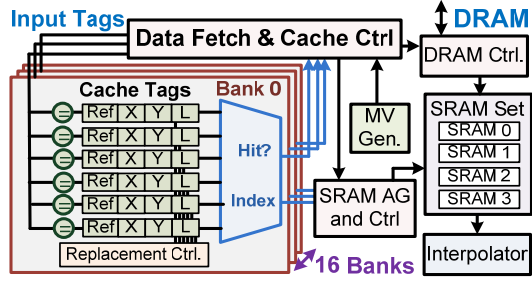 Input Tags
Data Fetch & Cache Ctrl
DRAM
DRAM Ctrl.
Cache Tags
Bank 0
= Ref X Y L
= Ref X Y L
= Ref X Y L
= Ref X Y L
= Ref X Y L
= Ref X Y L
Hit?
Index
Replacement Ctrl.
16 Banks
MV
Gen.
SRAM AG
and Ctrl
SRAM Set
SRAM 0
SRAM 1
SRAM 2
SRAM 3
Interpolator